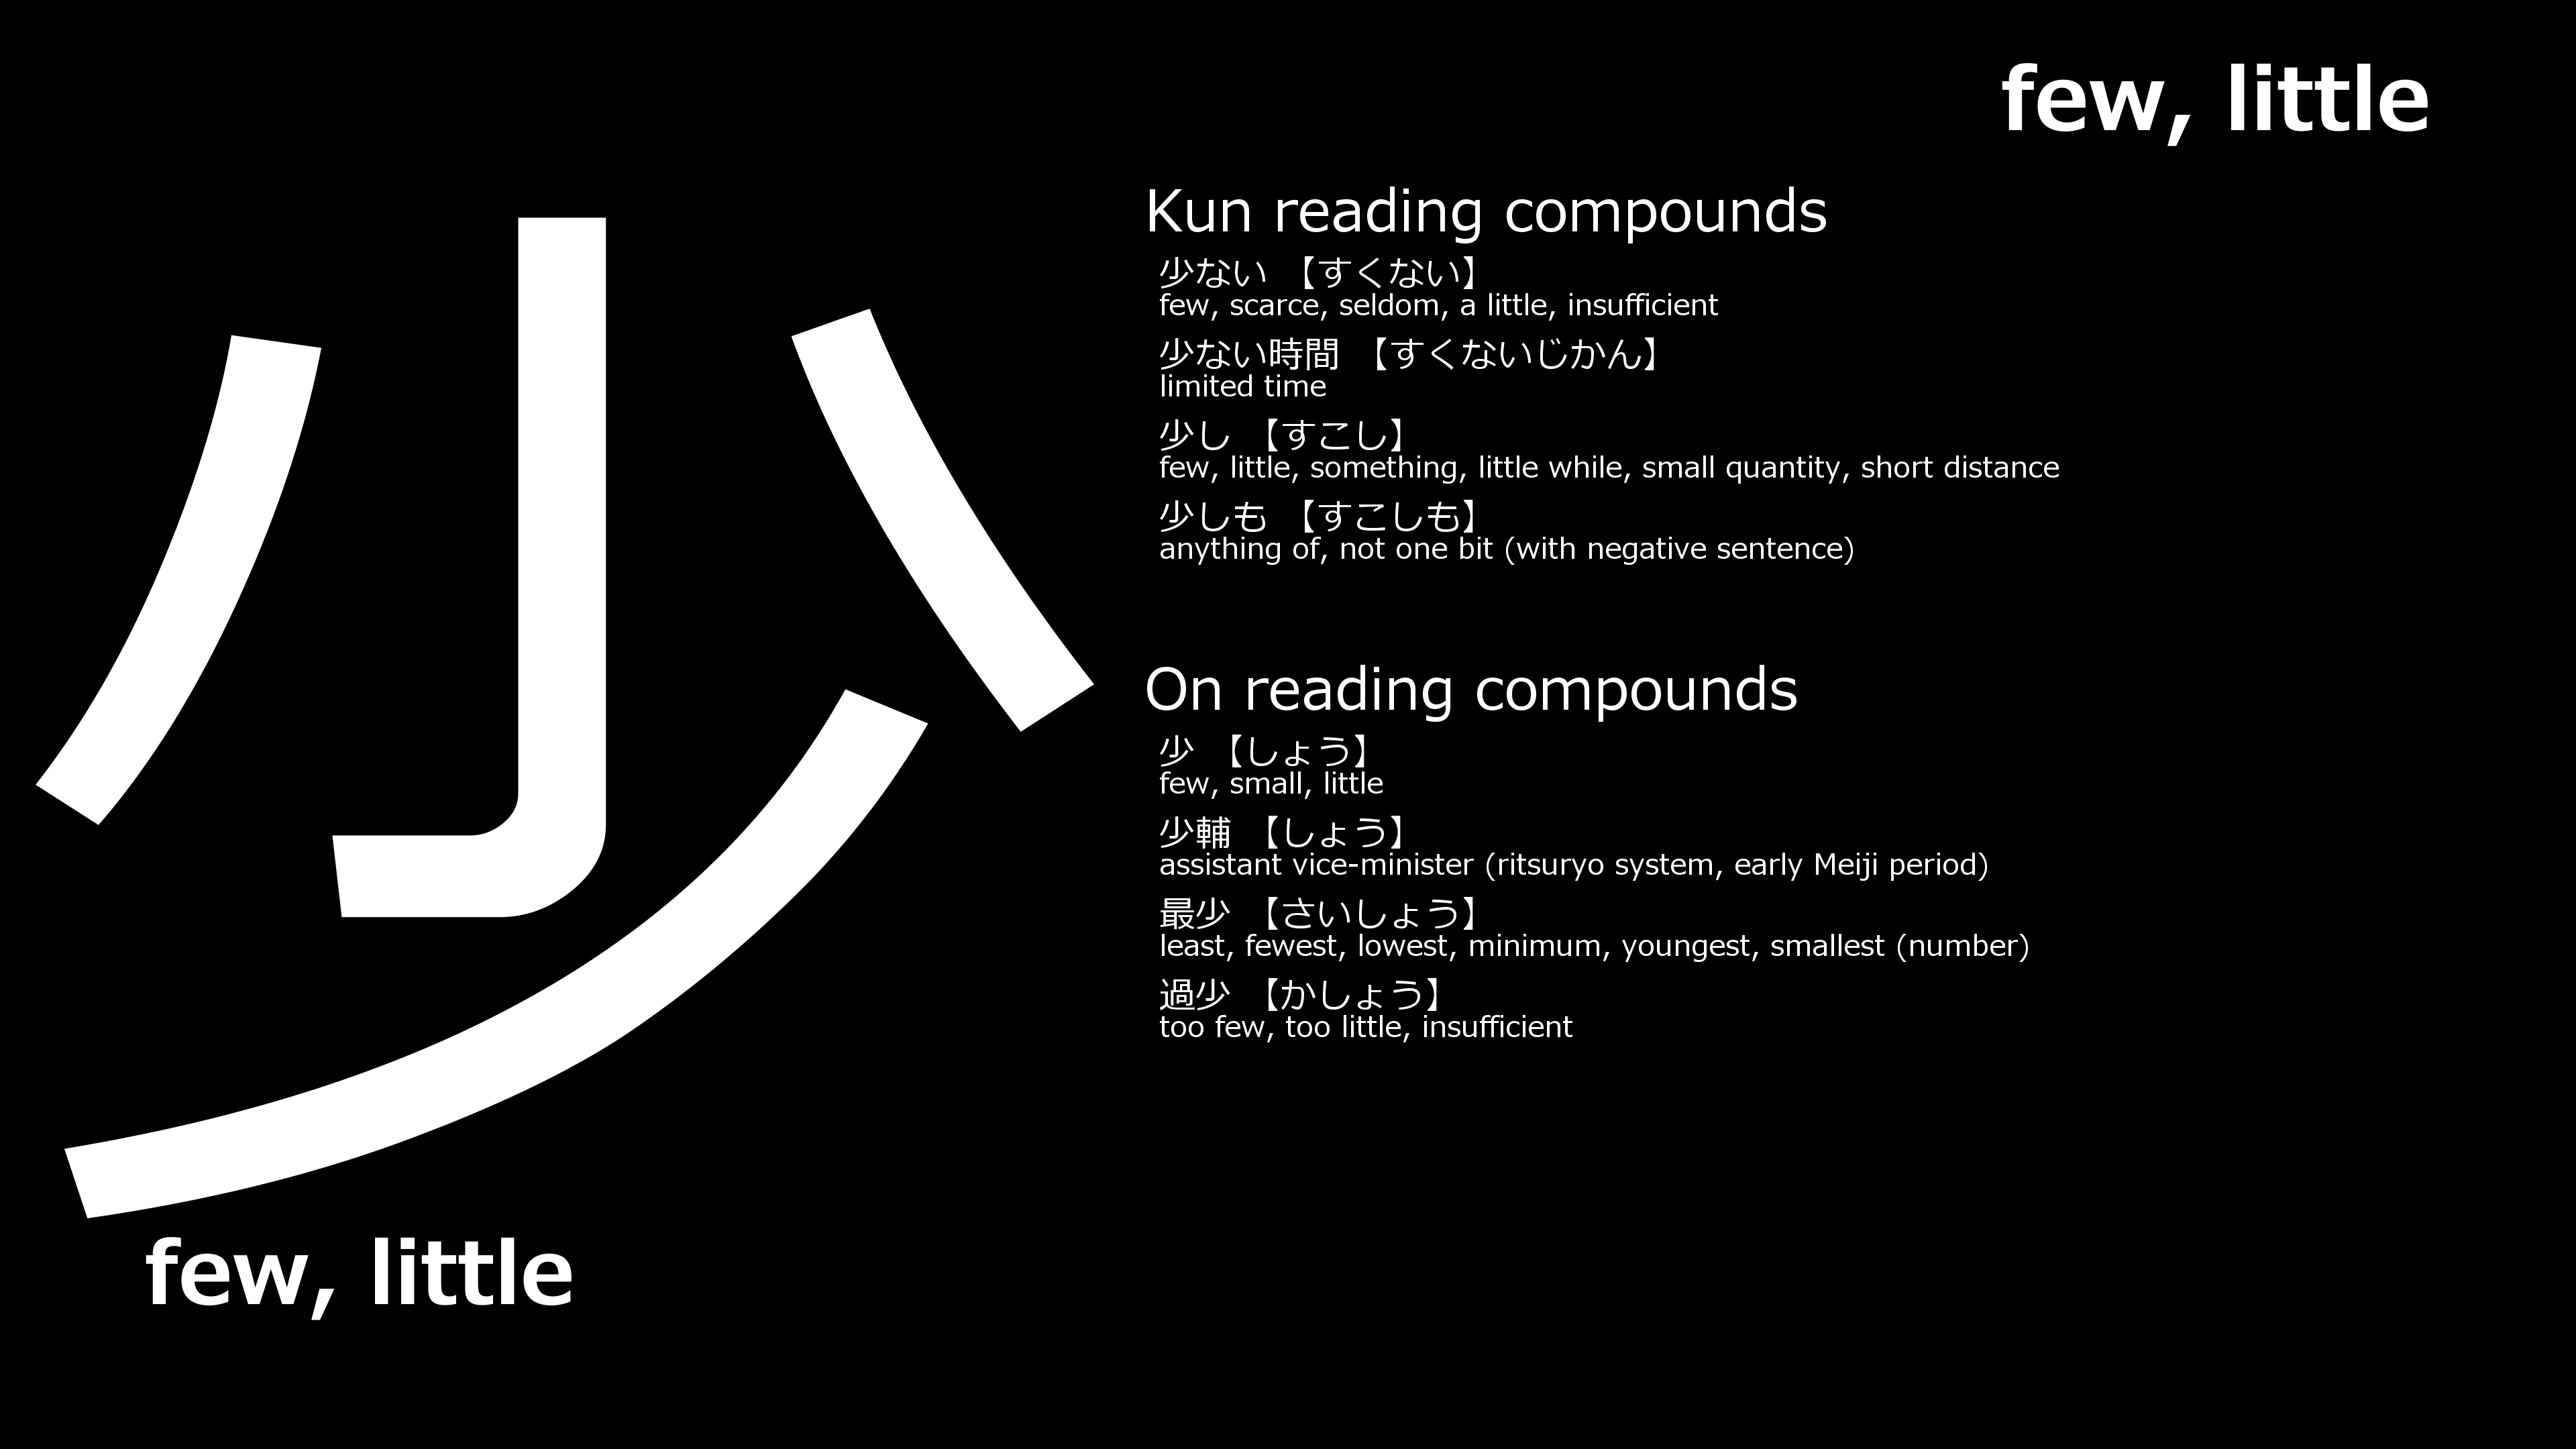 few, little
少
few, little
Kun reading compounds
少ない 【すくない】
few, scarce, seldom, a little, insufficient
少ない時間 【すくないじかん】
limited time
少し 【すこし】
few, little, something, little while, small quantity, short distance
少しも 【すこしも】
anything of, not one bit (with negative sentence)
On reading compounds
少 【しょう】
few, small, little
少輔 【しょう】
assistant vice-minister (ritsuryo system, early Meiji period)
最少 【さいしょう】
least, fewest, lowest, minimum, youngest, smallest (number)
過少 【かしょう】
too few, too little, insufficient